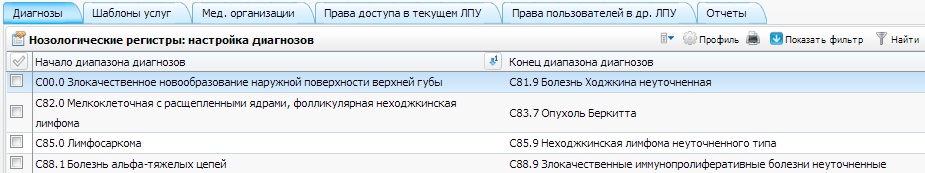 Диагнозы Шаблоны услуг Мед. организации Права доступа в текущем ЛПУ Права пользователей в др. ЛПУ Отчеты
Нозологические регистры: настройка диагнозов Профиль Показать фильтр Найти
Начало диапазона диагнозов Конец диапазона диагнозов
C00.0 Злокачественное новообразование наружной поверхности верхней губы C81.9 Болезнь Ходжкина неуточненная
C82.0 Мелкоклеточная с расщепленными ядрами, фолликулярная неходжкинская
лимфома C83.7 Опухоль Беркитта
C85.0 Лимфосаркома C85.9 Неходжкинская лимфома неуточненного типа
C88.1 Болезнь альфа-тяжелых цепей C88.9 Злокачественные иммунопролиферативные болезни неуточненные